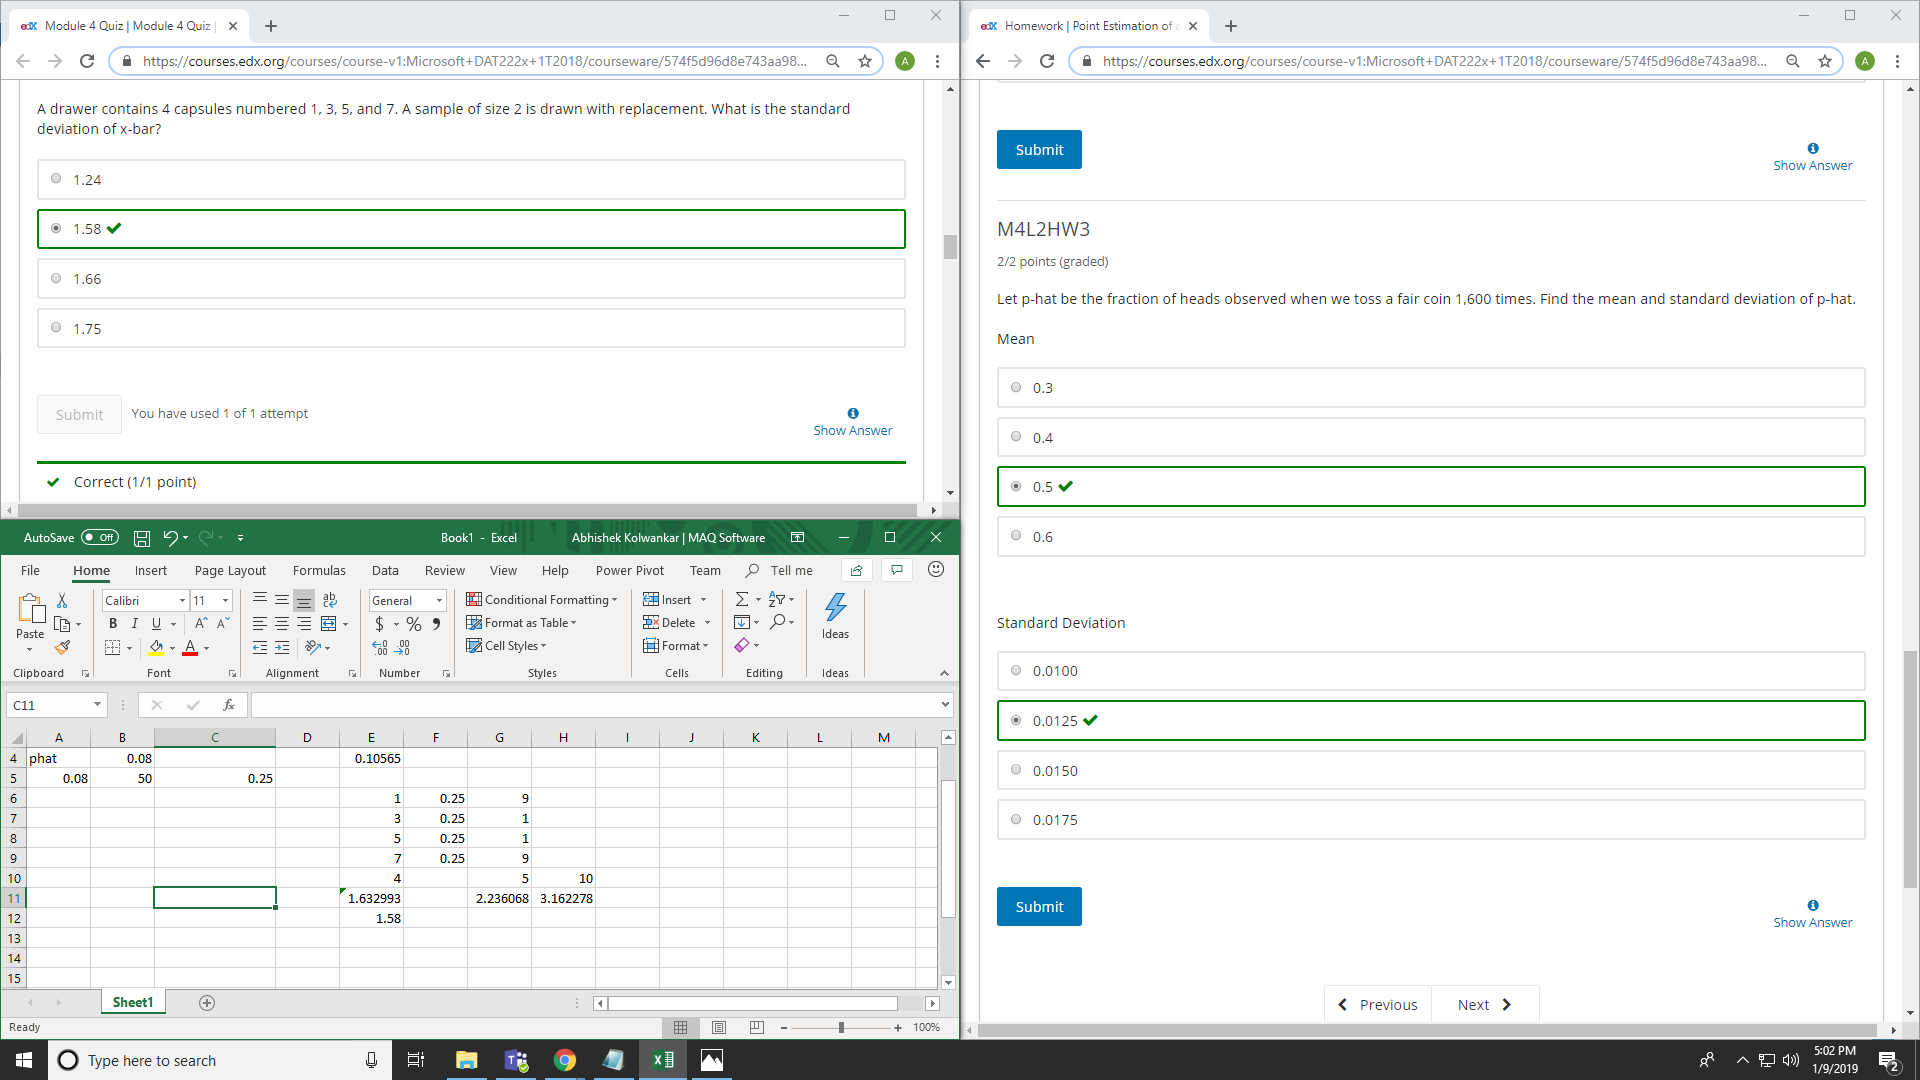 edX Module 4 Quiz | Module 4 Quiz |
https://courses.edx.org/courses/course-v1:Microsoft+DAT222x+1T2018/courseware/574f5d96d8e743aa98...
A
A drawer contains 4 capsules numbered 1, 3, 5, and 7. A sample of size 2 is drawn with replacement. What is the standard
deviation of x-bar?
1.24
1.58
1.66
1.75
Submit
You have used 1 of 1 attempt
Show Answer
Correct (1/1 point)
AutoSave Off
Book1 - Excel
Abhishek Kolwankar | MAQ Software
File Home Insert Page Layout Formulas Data Review View Help Power Pivot Team Tell me
Paste
Clipboard
Calibri 11
B I U A A
A
Font
ab
Alignment
General
$ % ,
Number
Conditional Formatting
Format as Table
Cell Styles
Styles
Insert
Delete
Format
Cells
Editing
Ideas
Ideas
C11
fx
A B C D E F G H I J K L M
4 phat 0.08 0.10565
5 0.08 50 0.25
6 1 0.25 9
7 3 0.25 1
8 5 0.25 1
9 7 0.25 9
10 4 5 10
11 1.632993 2.236068 3.162278
12 1.58
13
14
15
Sheet1
Ready
100%
edX Homework | Point Estimation of
https://courses.edx.org/courses/course-v1:Microsoft+DAT222x+1T2018/courseware/574f5d96d8e743aa98...
A
Submit
Show Answer
M4L2HW3
2/2 points (graded)
Let p-hat be the fraction of heads observed when we toss a fair coin 1,600 times. Find the mean and standard deviation of p-hat.
Mean
0.3
0.4
0.5
0.6
Standard Deviation
0.0100
0.0125
0.0150
0.0175
Submit
Show Answer
Previous
Next
Type here to search
5:02 PM
1/9/2019
2